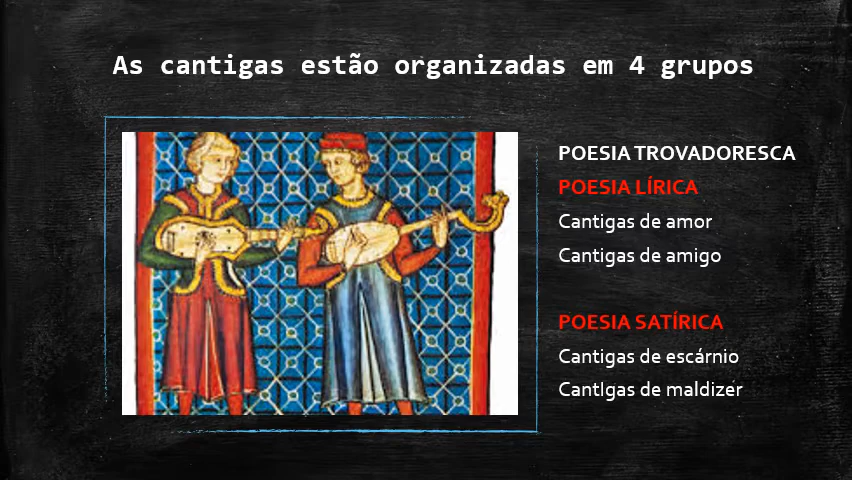 As cantigas estão organizadas em 4 grupos
POESIA TROVADORESCA
POESIA LÍRICA
Cantigas de amor
Cantigas de amigo
POESIA SATÍRICA
Cantigas de escárnio
CantIgas de maldizer